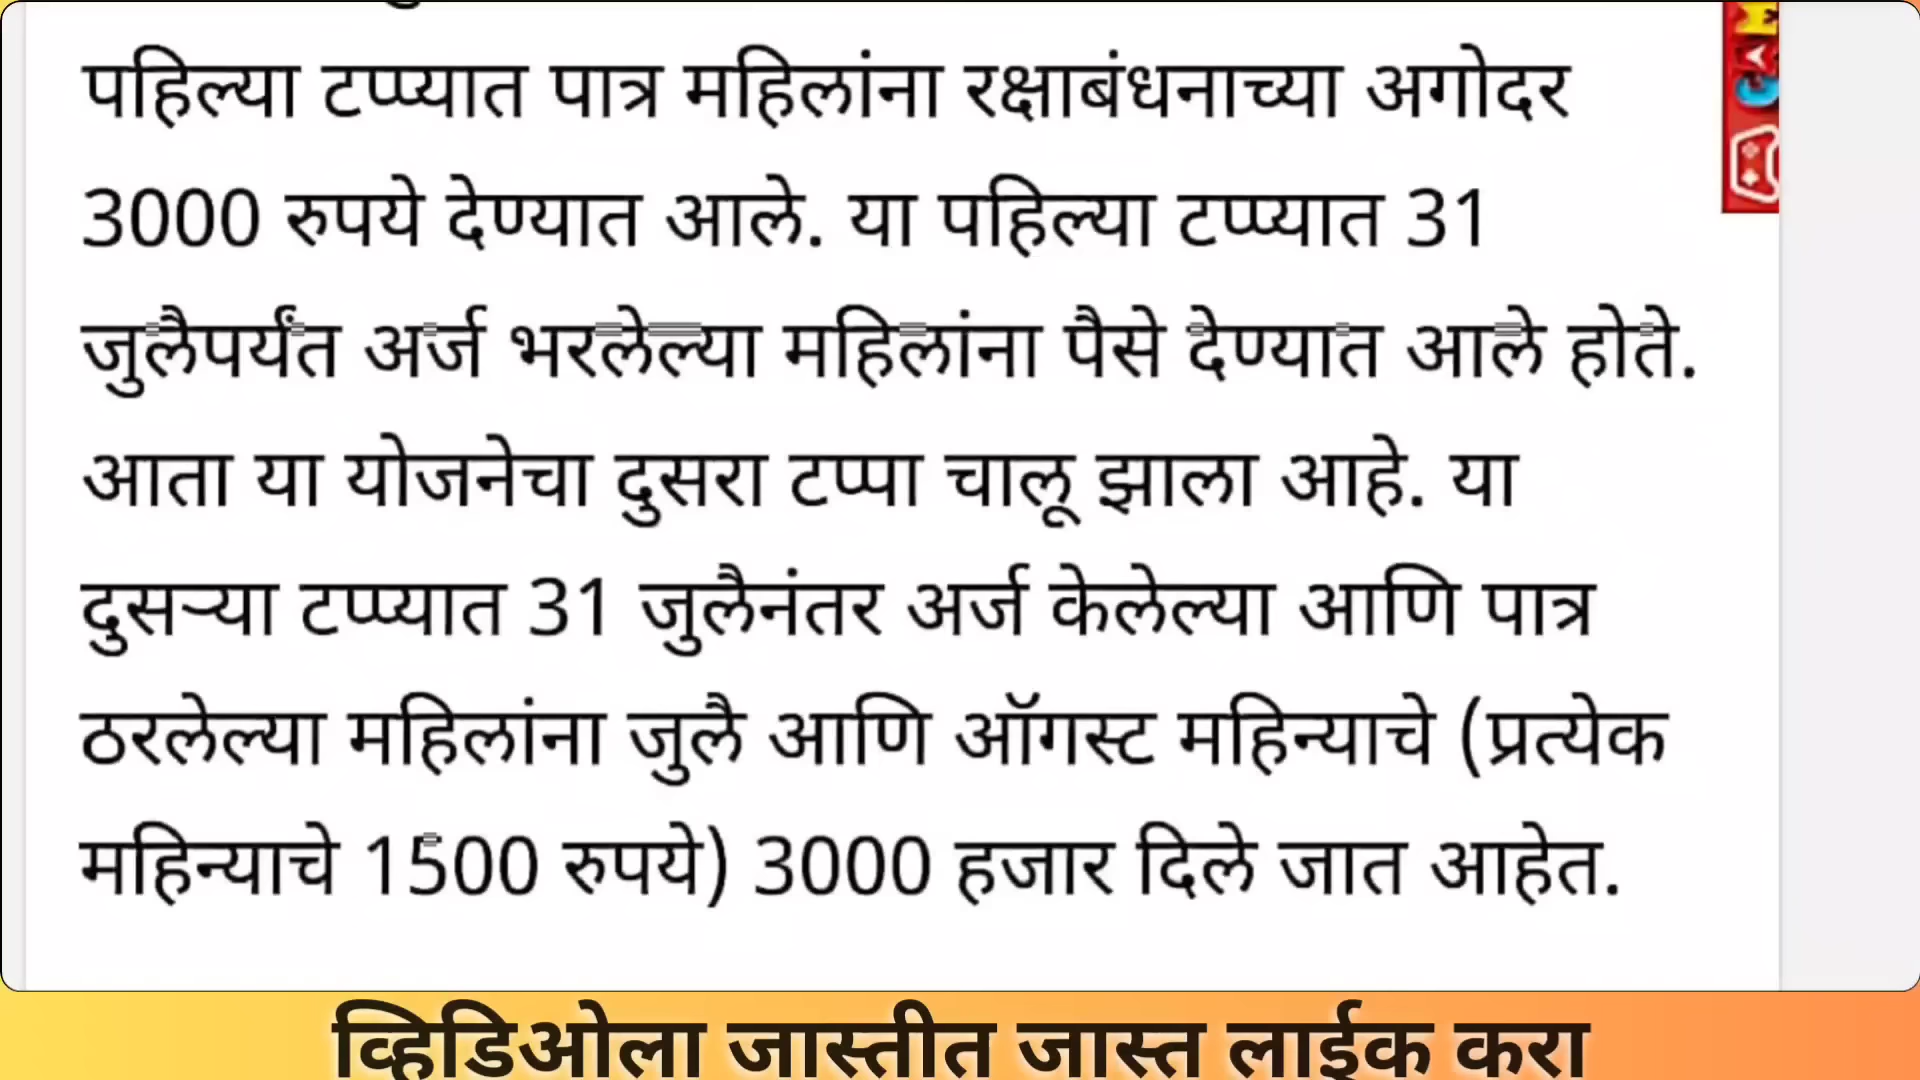 पहिल्या टप्प्यात पात्र महिलांना रक्षाबंधनाच्या अगोदर
3000 रुपये देण्यात आले. या पहिल्या टप्प्यात 31
जुलैपर्यंत अर्ज भरलेल्या महिलांना पैसे देण्यात आले होते.
आता या योजनेचा दुसरा टप्पा चालू झाला आहे. या
दुसऱ्या टप्प्यात 31 जुलैनंतर अर्ज केलेल्या आणि पात्र
ठरलेल्या महिलांना जुलै आणि ऑगस्ट महिन्याचे (प्रत्येक
महिन्याचे 1500 रुपये) 3000 हजार दिले जात आहेत.
व्हिडिओला जास्तीत जास्त लाईक करा